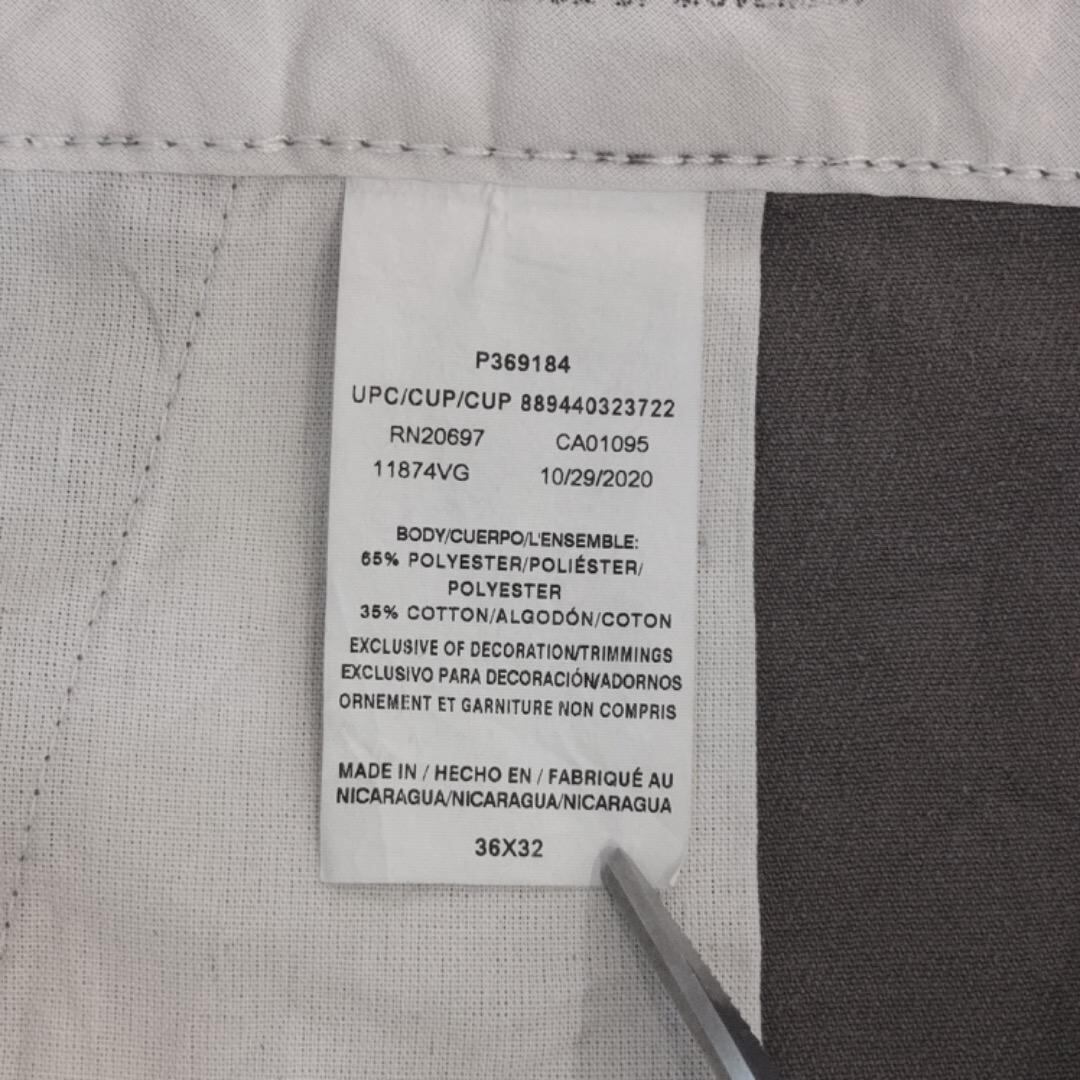 P369184
UPC/CUP/CUP 889440323722
RN20697 CA01095
11874VG 10/29/2020
BODY/CUERPO/L'ENSEMBLE:
65% POLYESTER/POLIÉSTER/
POLYESTER
35% COTTON/ALGODÓN/COTON
EXCLUSIVE OF DECORATION/TRIMMINGS
EXCLUSIVO PARA DECORACIÓN/ADORNOS
ORNEMENT ET GARNITURE NON COMPRIS
MADE IN / HECHO EN / FABRIQUÉ AU
NICARAGUA/NICARAGUA/NICARAGUA
36X32